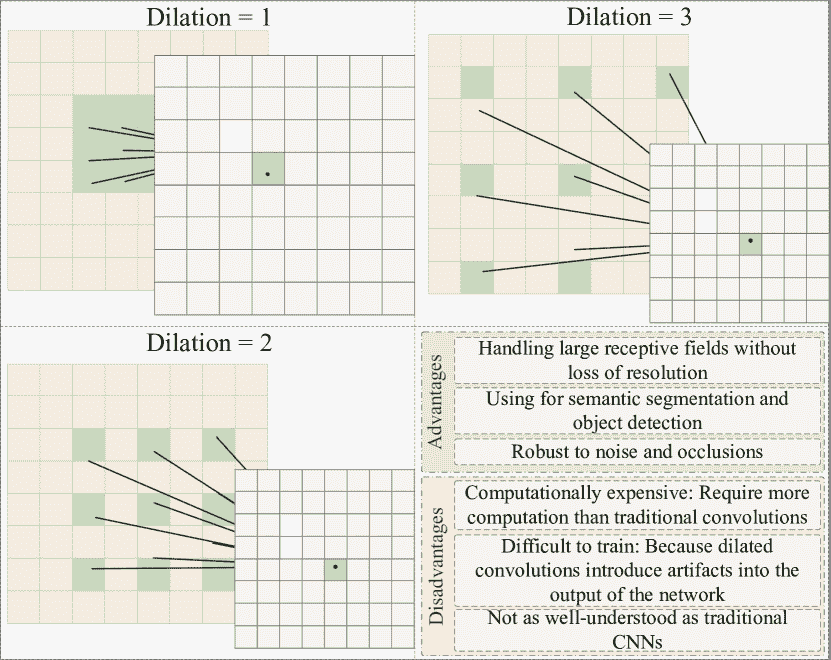 Dilation = 1
Dilation = 3
Dilation = 2
Advantages
Handling large receptive fields without
loss of resolution
Using for semantic segmentation and
object detection
Robust to noise and occlusions
Disadvantages
Computationally expensive: Require more
computation than traditional convolutions
Difficult to train: Because dilated
convolutions introduce artifacts into the
output of the network
Not as well-understood as traditional
CNNs